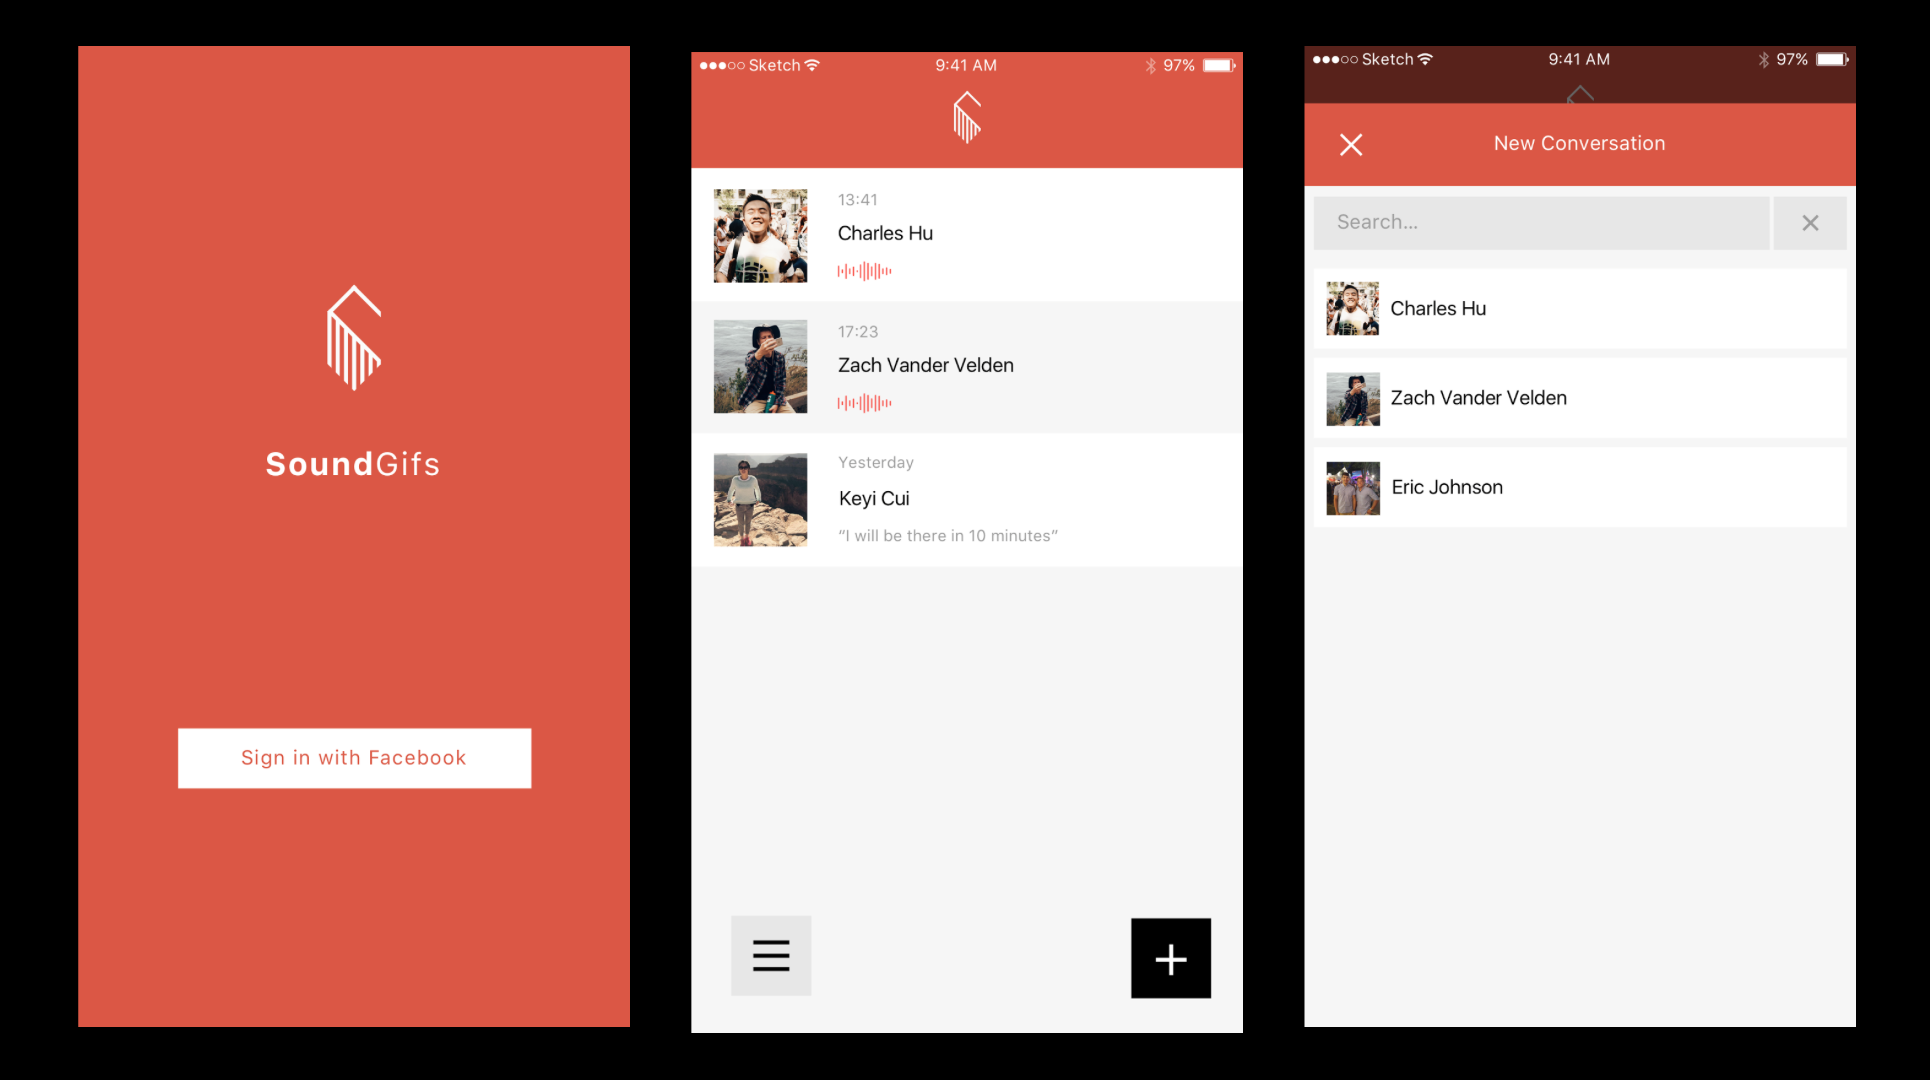 SoundGifs
Sign in with Facebook
Sketch
9:41 AM
97%
13:41
Charles Hu
17:23
Zach Vander Velden
Yesterday
Keyi Cui
“I will be there in 10 minutes”
Sketch
9:41 AM
97%
New Conversation
Search...
Charles Hu
Zach Vander Velden
Eric Johnson